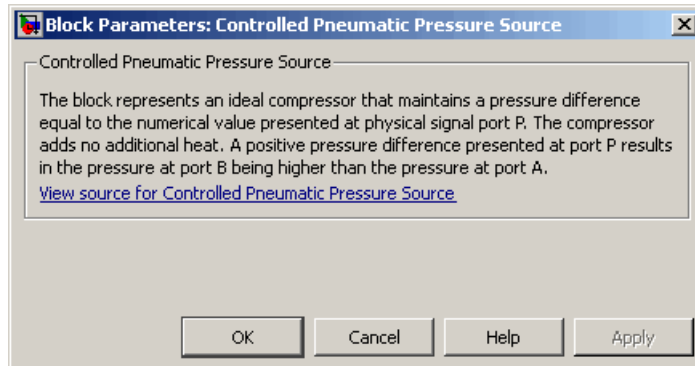 Block Parameters: Controlled Pneumatic Pressure Source
Controlled Pneumatic Pressure Source
The block represents an ideal compressor that maintains a pressure difference
equal to the numerical value presented at physical signal port P. The compressor
adds no additional heat. A positive pressure difference presented at port P results
in the pressure at port B being higher than the pressure at port A.
View source for Controlled Pneumatic Pressure Source
OK Cancel Help Apply